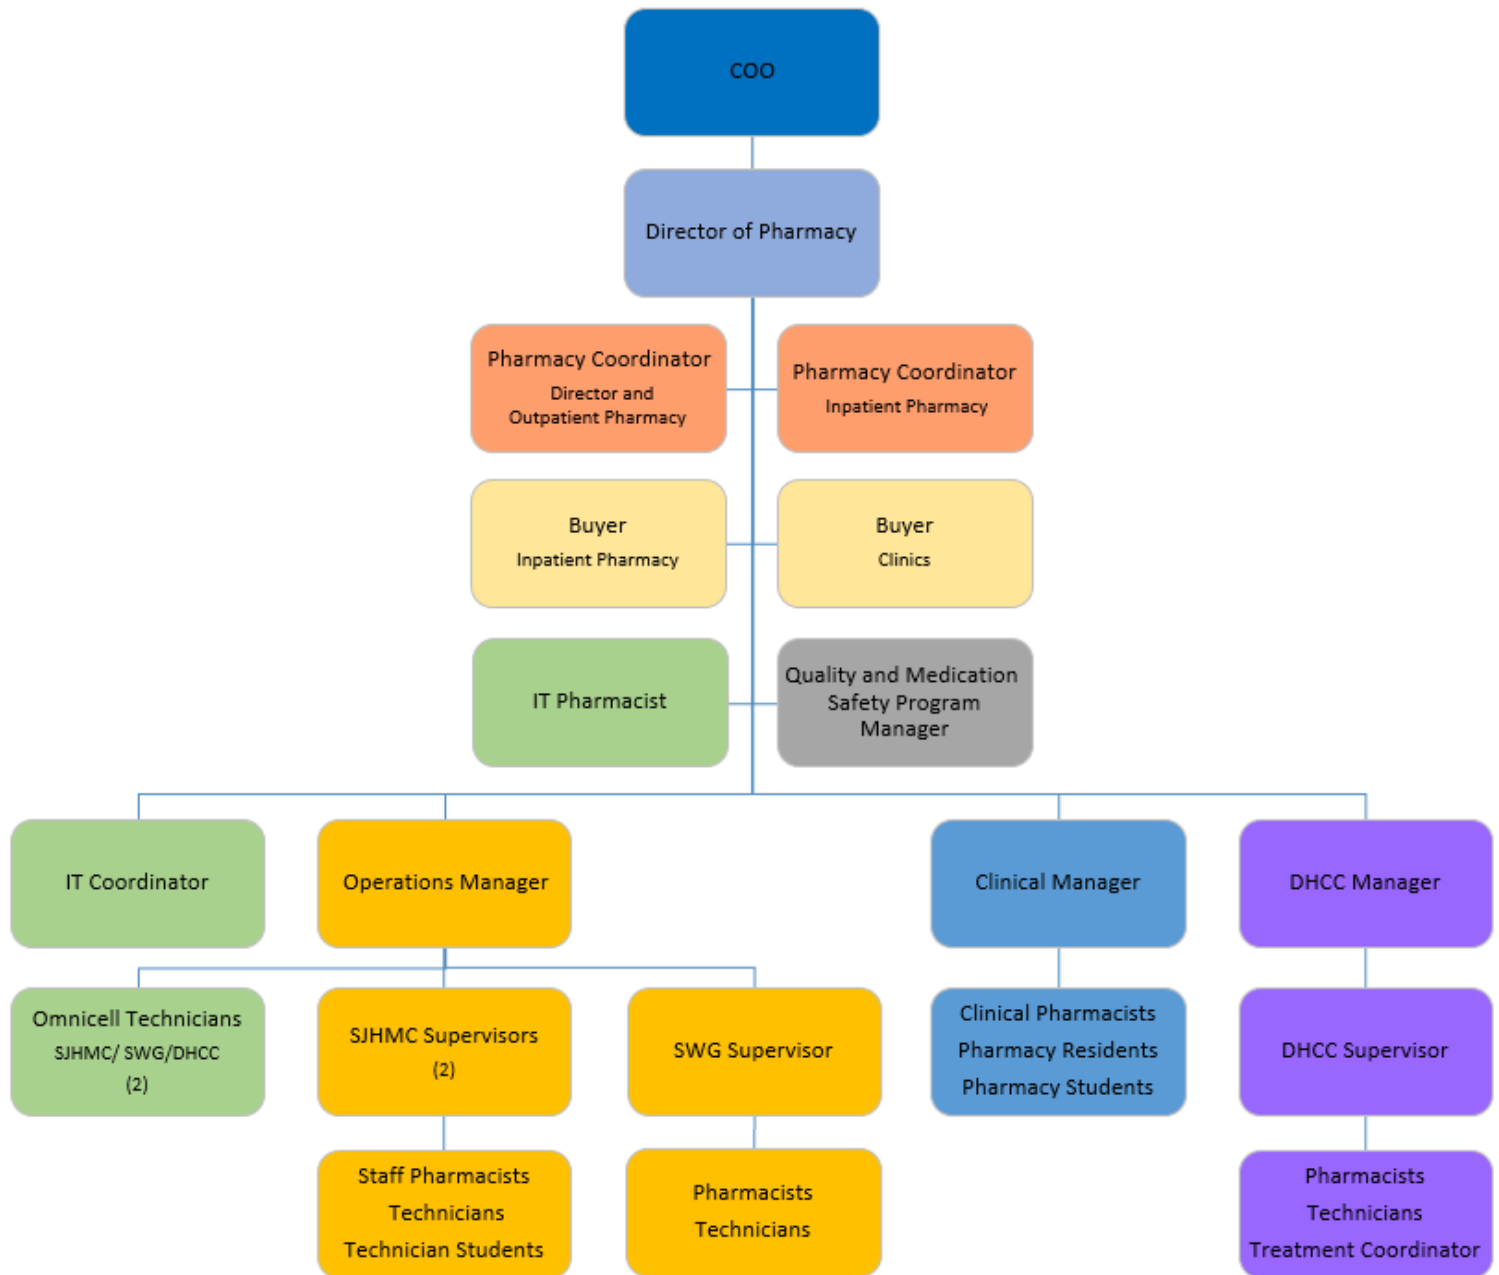 COO
Director of Pharmacy
Pharmacy Coordinator
Director and
Outpatient Pharmacy
Pharmacy Coordinator
Inpatient Pharmacy
Buyer
Inpatient Pharmacy
Buyer
Clinics
IT Pharmacist
Quality and Medication
Safety Program
Manager
IT Coordinator
Operations Manager
Clinical Manager
DHCC Manager
Omnicell Technicians
SJHMC/ SWG/DHCC
(2)
SJHMC Supervisors
(2)
SWG Supervisor
Clinical Pharmacists
Pharmacy Residents
Pharmacy Students
DHCC Supervisor
Staff Pharmacists
Technicians
Technician Students
Pharmacists
Technicians
Pharmacists
Technicians
Treatment Coordinator